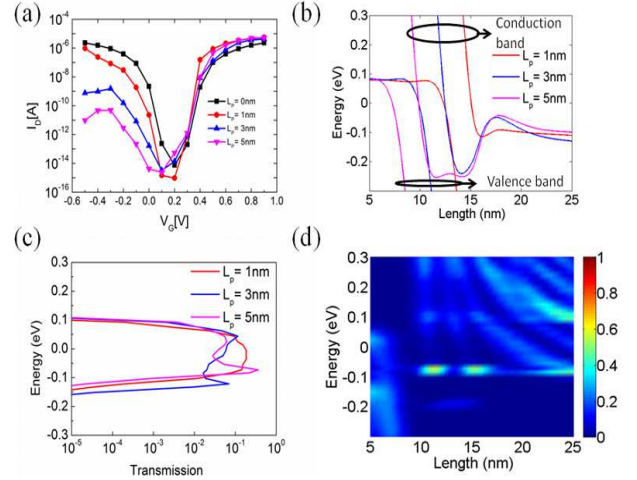 (a)
10⁻⁴
10⁻⁶
10⁻⁸
10⁻¹⁰
10⁻¹²
10⁻¹⁴
10⁻¹⁶
I_D[A]
L_p= 0nm
L_p= 1nm
L_p= 3nm
L_p= 5nm
-0.6 -0.4 -0.2 0.0 0.2 0.4 0.6 0.8 1.0
V_G[V]
(b)
0.3
0.2
0.1
0
-0.1
-0.2
Energy (eV)
Conduction
band
L_p= 1nm
L_p= 3nm
L_p= 5nm
Valence band
5 10 15 20 25
Length (nm)
(c)
0.3
0.2
0.1
0.0
-0.1
-0.2
-0.3
Energy (eV)
L_p= 1nm
L_p= 3nm
L_p= 5nm
10⁻⁵ 10⁻⁴ 10⁻³ 10⁻² 10⁻¹ 10⁰
Transmission
(d)
0.3
0.2
0.1
0
-0.1
-0.2
Energy (eV)
5 10 15 20 25
Length (nm)
1
0.8
0.6
0.4
0.2
0